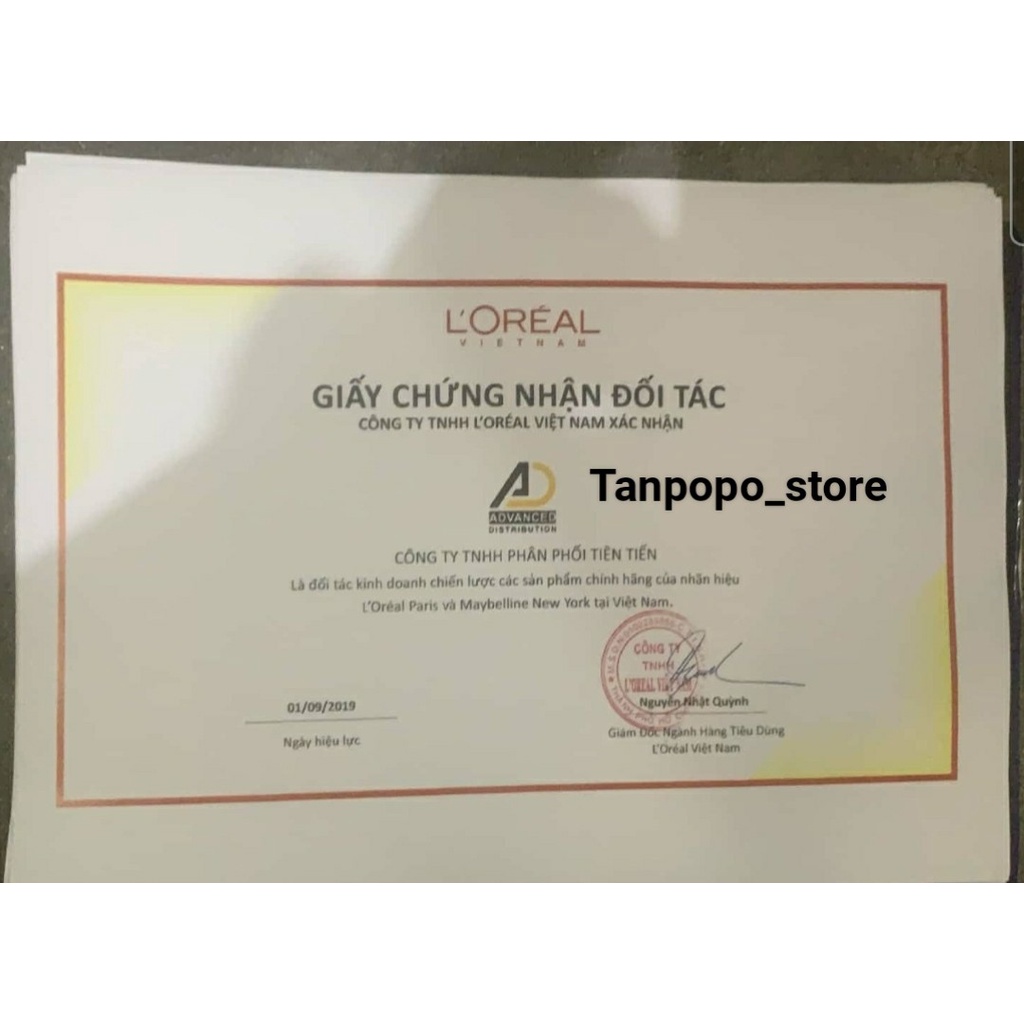 L'ORÉAL
VIETNAM
GIẤY CHỨNG NHẬN ĐỐI TÁC
CÔNG TY TNHH L'ORÉAL VIỆT NAM XÁC NHẬN
AD
Tanpopo_store
ADVANCED
DISTRIBUTION
CÔNG TY TNHH PHÂN PHỐI TIÊN TIẾN
Là đối tác kinh doanh chiến lược các sản phẩm chính hãng của nhãn hiệu
L'Oréal Paris và Maybelline New York tại Việt Nam.
CÔNG TY
TNHH
L'ORÉAL VIỆT NAM
01/09/2019
Nguyễn Nhật Quỳnh
Ngày hiệu lực
Giám Đốc Ngành Hàng Tiêu Dùng
L'Oréal Việt Nam